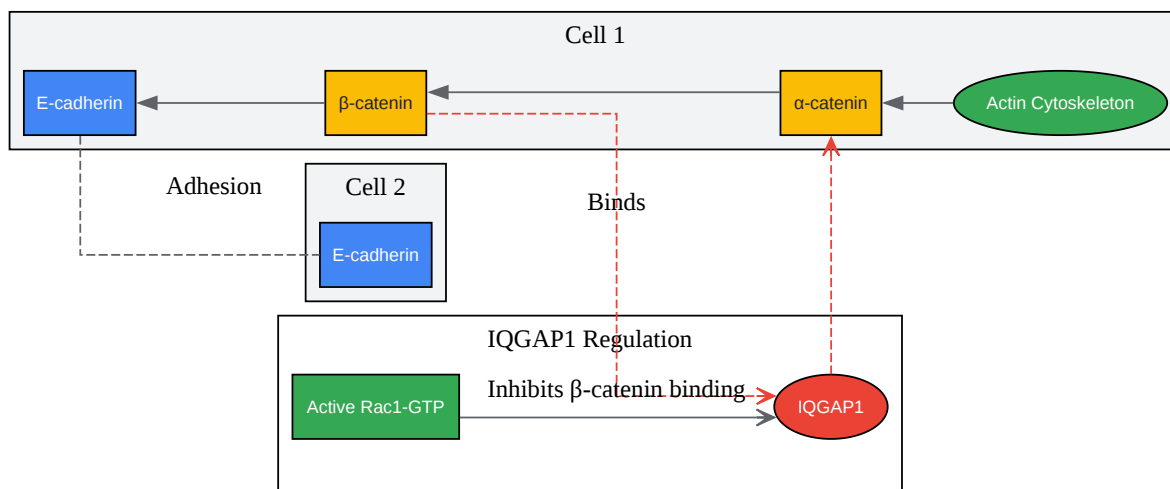 Cell 1
E-cadherin
β-catenin
α-catenin
Actin Cytoskeleton
Adhesion
Cell 2
Binds
E-cadherin
IQGAP1 Regulation
Inhibits β-catenin binding
Active Rac1-GTP
IQGAP1